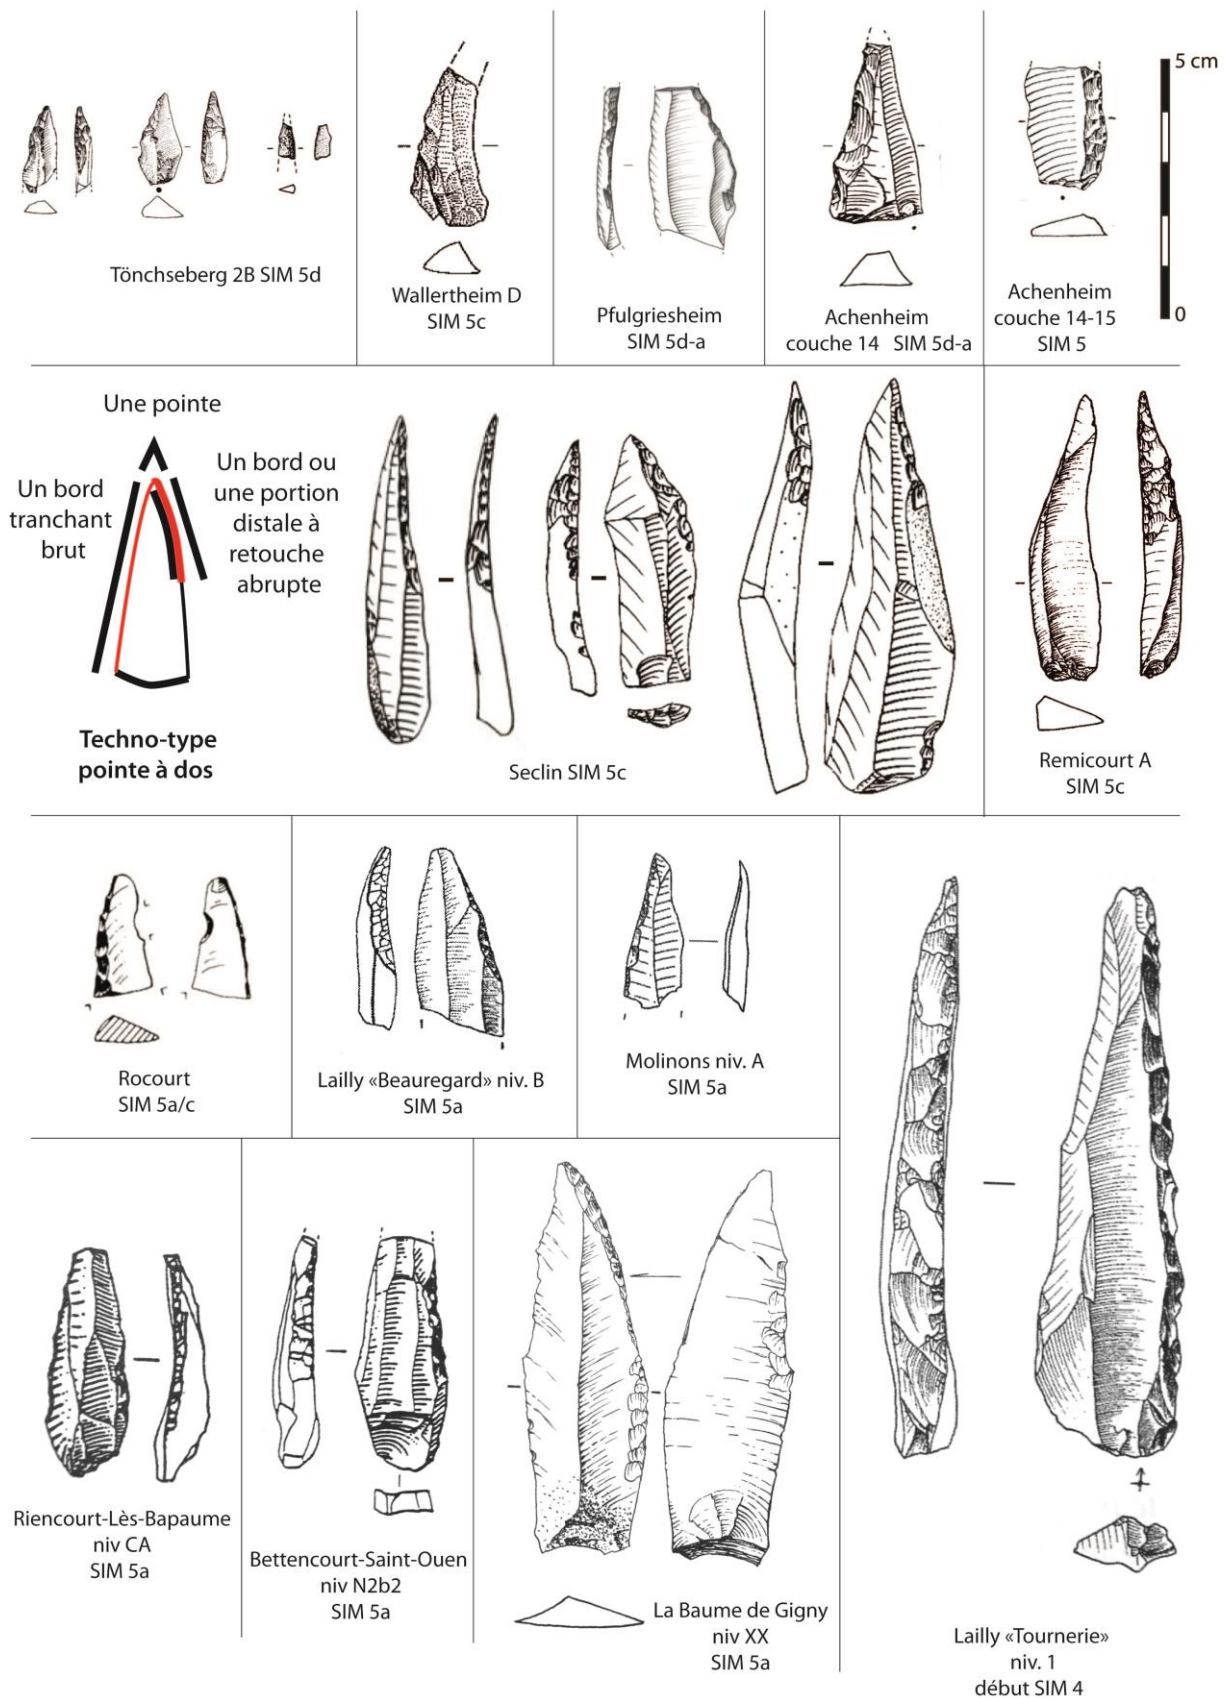 5 cm
0
Tönchseberg 2B SIM 5d
Wallertheim D
SIM 5c
Pfulgriesheim
SIM 5d-a
Achenheim
couche 14 SIM 5d-a
Achenheim
couche 14-15
SIM 5
Une pointe
Un bord
tranchant
brut
Un bord ou
une portion
distale à
retouche
abrupte
Techno-type
pointe à dos
Seclin SIM 5c
Remicourt A
SIM 5c
Rocourt
SIM 5a/c
Lailly «Beauregard» niv. B
SIM 5a
Molinons niv. A
SIM 5a
Riencourt-Lès-Bapaume
niv CA
SIM 5a
Bettencourt-Saint-Ouen
niv N2b2
SIM 5a
La Baume de Gigny
niv XX
SIM 5a
Lailly «Tournerie»
niv. 1
début SIM 4